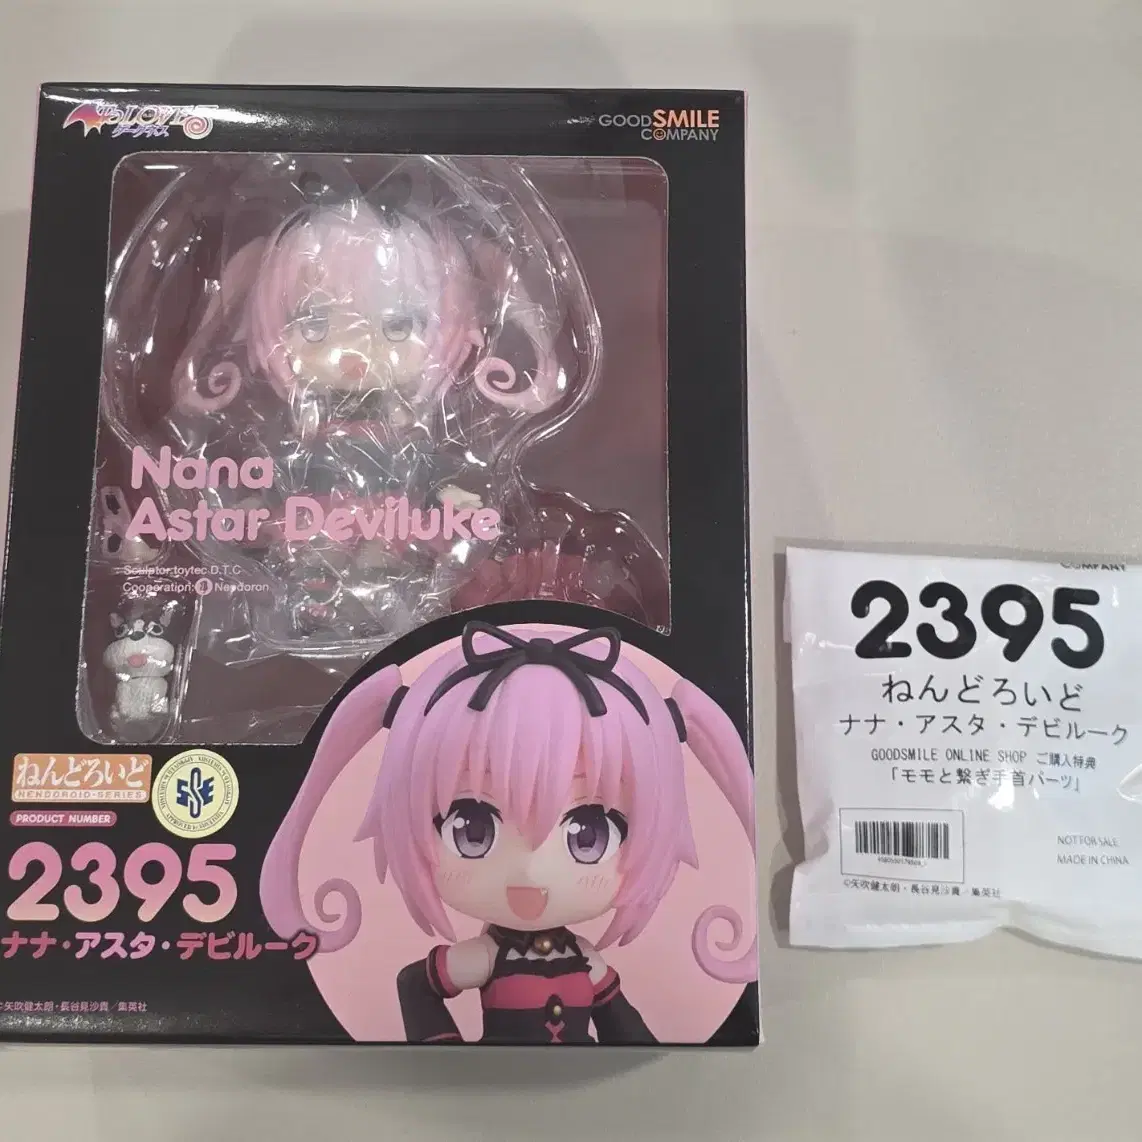 To LOVEる
ダークネス
GOOD SMILE
COMPANY
Nana
Astar Deviluke
Sculptor:toytec D.T.C
Cooperation: Nendoron
ねんどろいど
NENDOROID-SERIES
PRODUCT NUMBER
2395
ナナ・アスタ・デビルーク
©矢吹健太朗・長谷見沙貴/集英社
COMPANY
2395
ねんどろいど
ナナ・アスタ・デビルーク
GOODSMILE ONLINE SHOP ご購入特典
「モモと繋ぎ手首パーツ」
NOT FOR SALE
MADE IN CHINA
©矢吹健太朗・長谷見沙貴/集英社